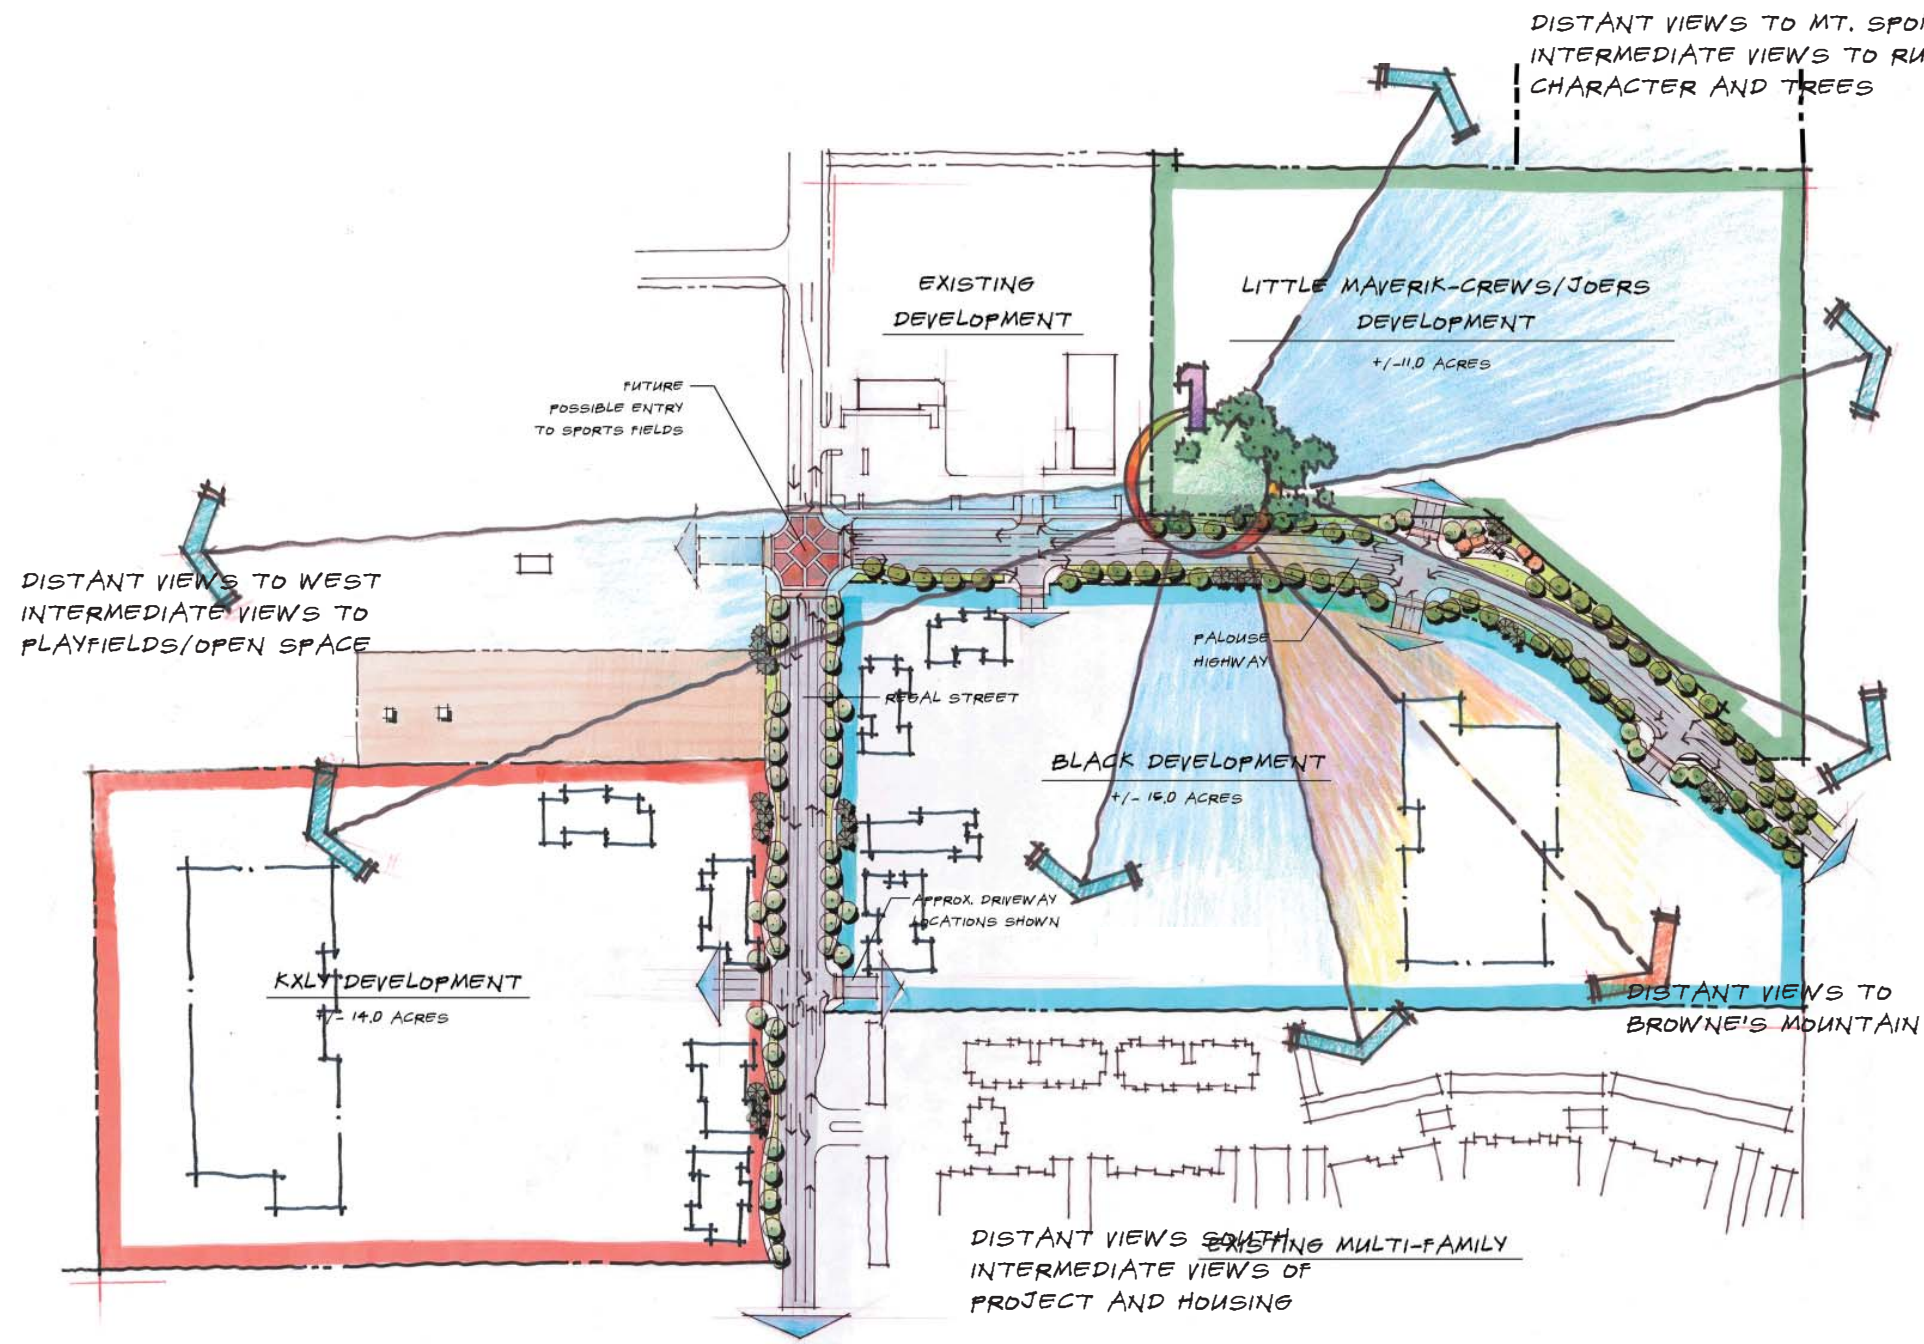 DISTANT VIEWS TO MT. SPO
INTERMEDIATE VIEWS TO RU
CHARACTER AND TREES
EXISTING
DEVELOPMENT
LITTLE MAVERIK-CREWS/JOERS
DEVELOPMENT
+/-11.0 ACRES
1
FUTURE
POSSIBLE ENTRY
TO SPORTS FIELDS
DISTANT VIEWS TO WEST
INTERMEDIATE VIEWS TO
PLAYFIELDS/OPEN SPACE
PALOUSE
HIGHWAY
REGAL STREET
BLACK DEVELOPMENT
+/- 15.0 ACRES
APPROX. DRIVEWAY
LOCATIONS SHOWN
KXLY DEVELOPMENT
+/- 14.0 ACRES
DISTANT VIEWS TO
BROWNE'S MOUNTAIN
DISTANT VIEWS SOUTH
INTERMEDIATE VIEWS OF
PROJECT AND HOUSING
EXISTING MULTI-FAMILY